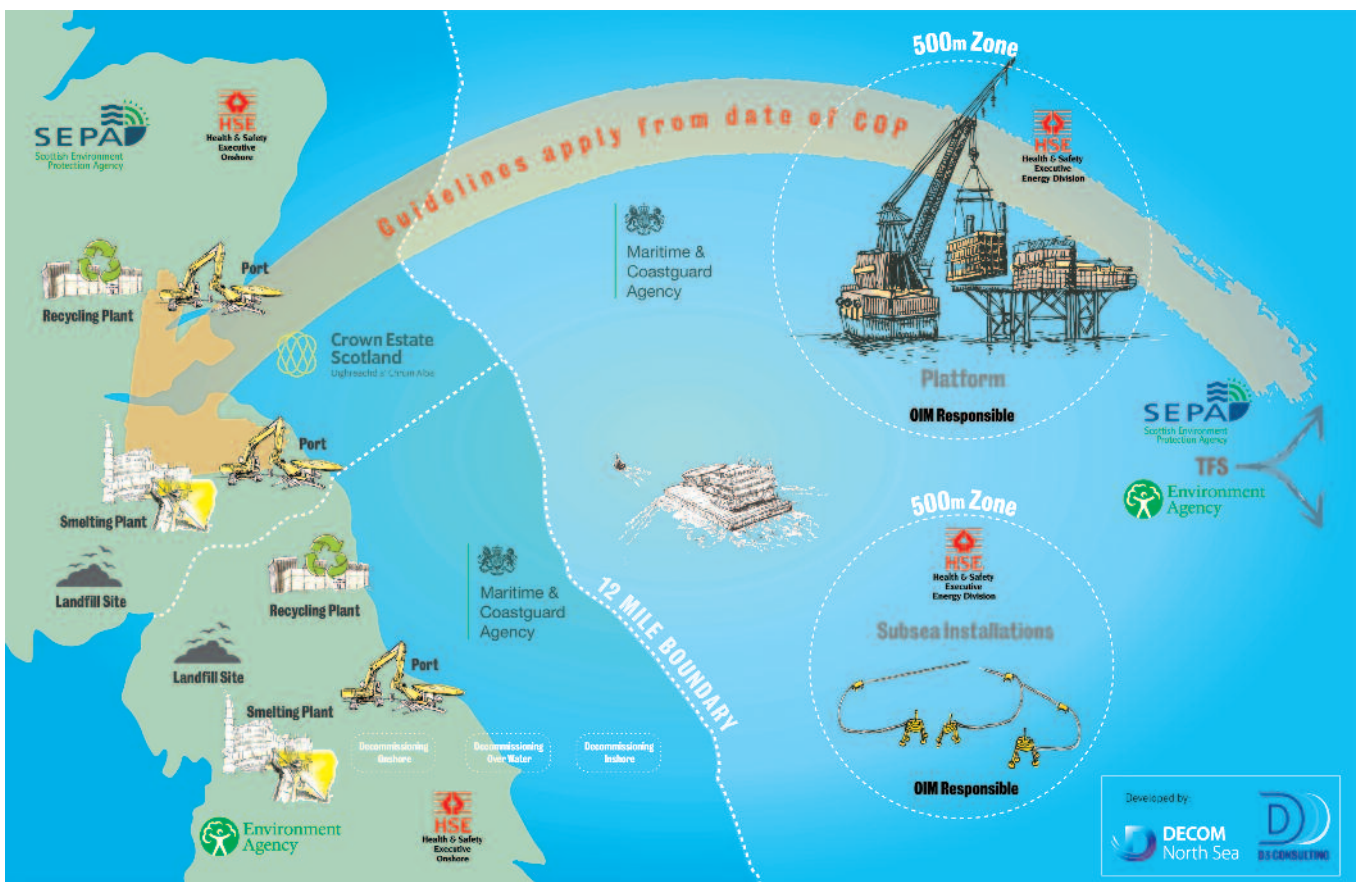 500m Zone
Guidelines apply from date of COP
SEPA
Scottish Environment
Protection Agency
HSE
Health & Safety
Executive
Onshore
HSE
Health & Safety
Executive
Energy Division
Maritime &
Coastguard
Agency
Port
Recycling Plant
Crown Estate
Scotland
Oighreachd a' Chrùin Alba
Platform
OIM Responsible
SEPA
Scottish Environment
Protection Agency
TFS
Environment
Agency
Port
Smelting Plant
500m Zone
HSE
Health & Safety
Executive
Energy Division
Landfill Site
Recycling Plant
Maritime &
Coastguard
Agency
12 MILE BOUNDARY
Subsea Installations
Landfill Site
Port
Smelting Plant
Decommissioning
Onshore
Decommissioning
Over Water
Decommissioning
Inshore
OIM Responsible
Environment
Agency
HSE
Health & Safety
Executive
Onshore
Developed by:
DECOM
North Sea
D3 CONSULTING